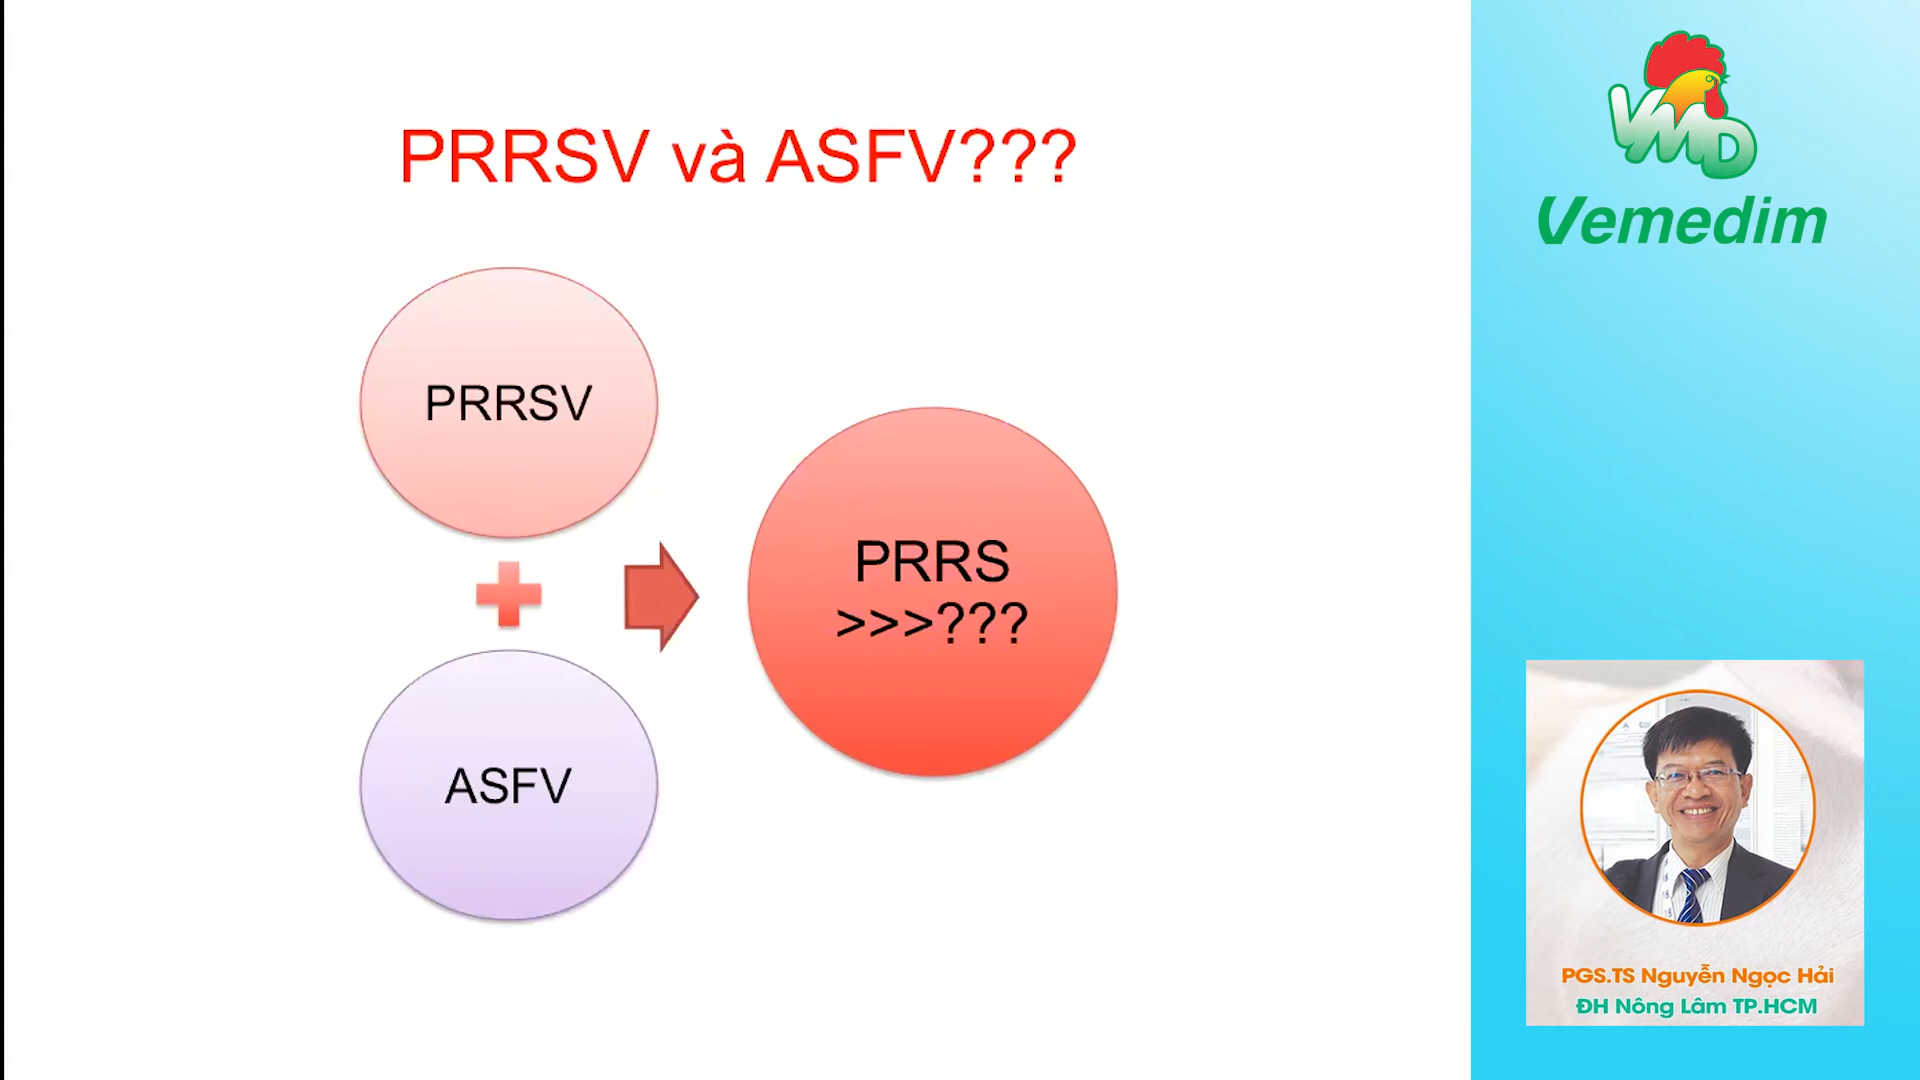 PRRSV và ASFV???
PRRSV
ASFV
PRRS
>>>???
VMD
Vemedim
PGS.TS Nguyễn Ngọc Hải
ĐH Nông Lâm TP.HCM